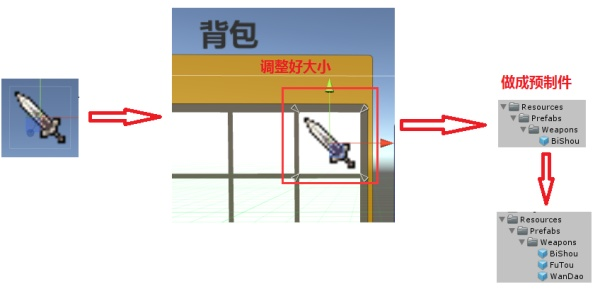 背包
调整好大小
做成预制件
Resources
Prefabs
Weapons
BiShou
Resources
Prefabs
Weapons
BiShou
FuTou
WanDao